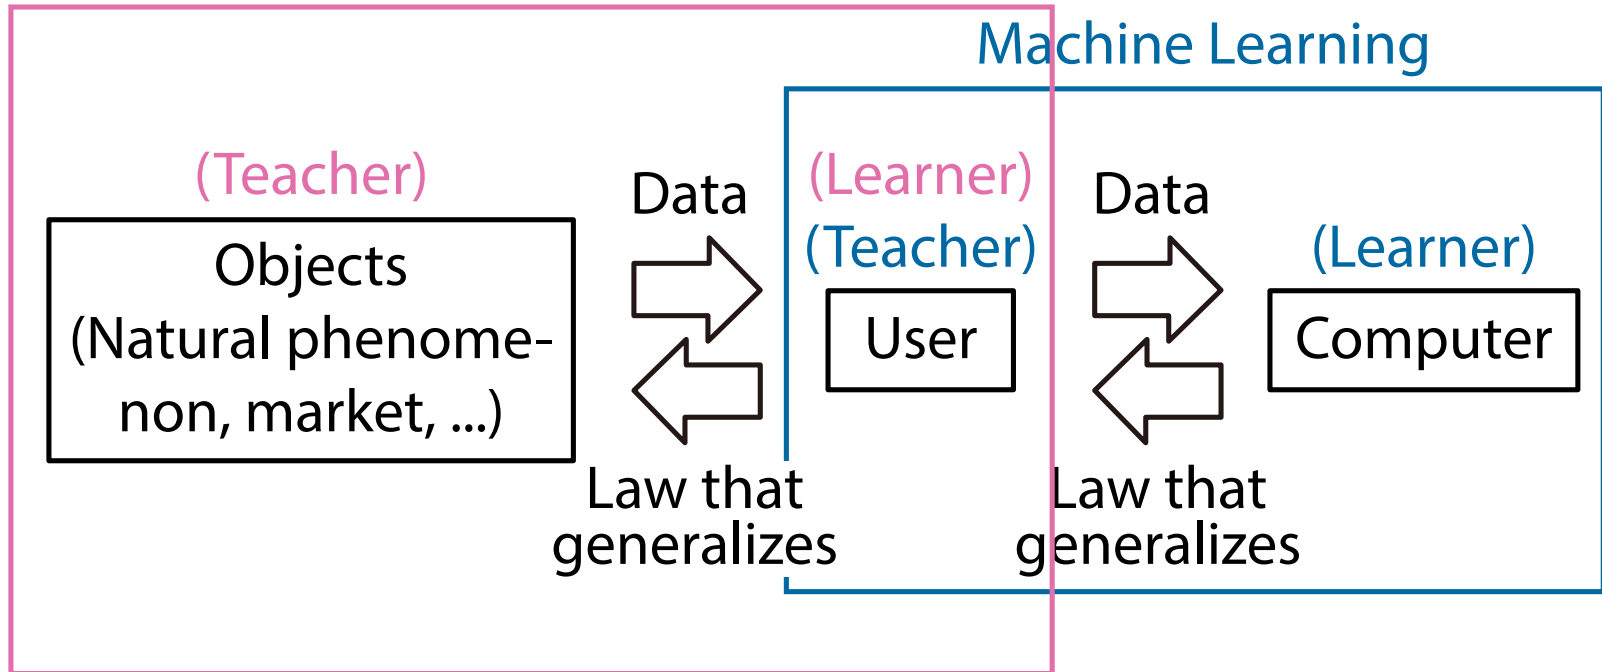 Machine Learning
(Teacher)
Objects
(Natural phenome-
non, market, ...)
Data
Law that
generalizes
(Learner)
(Teacher)
User
Data
Law that
generalizes
(Learner)
Computer